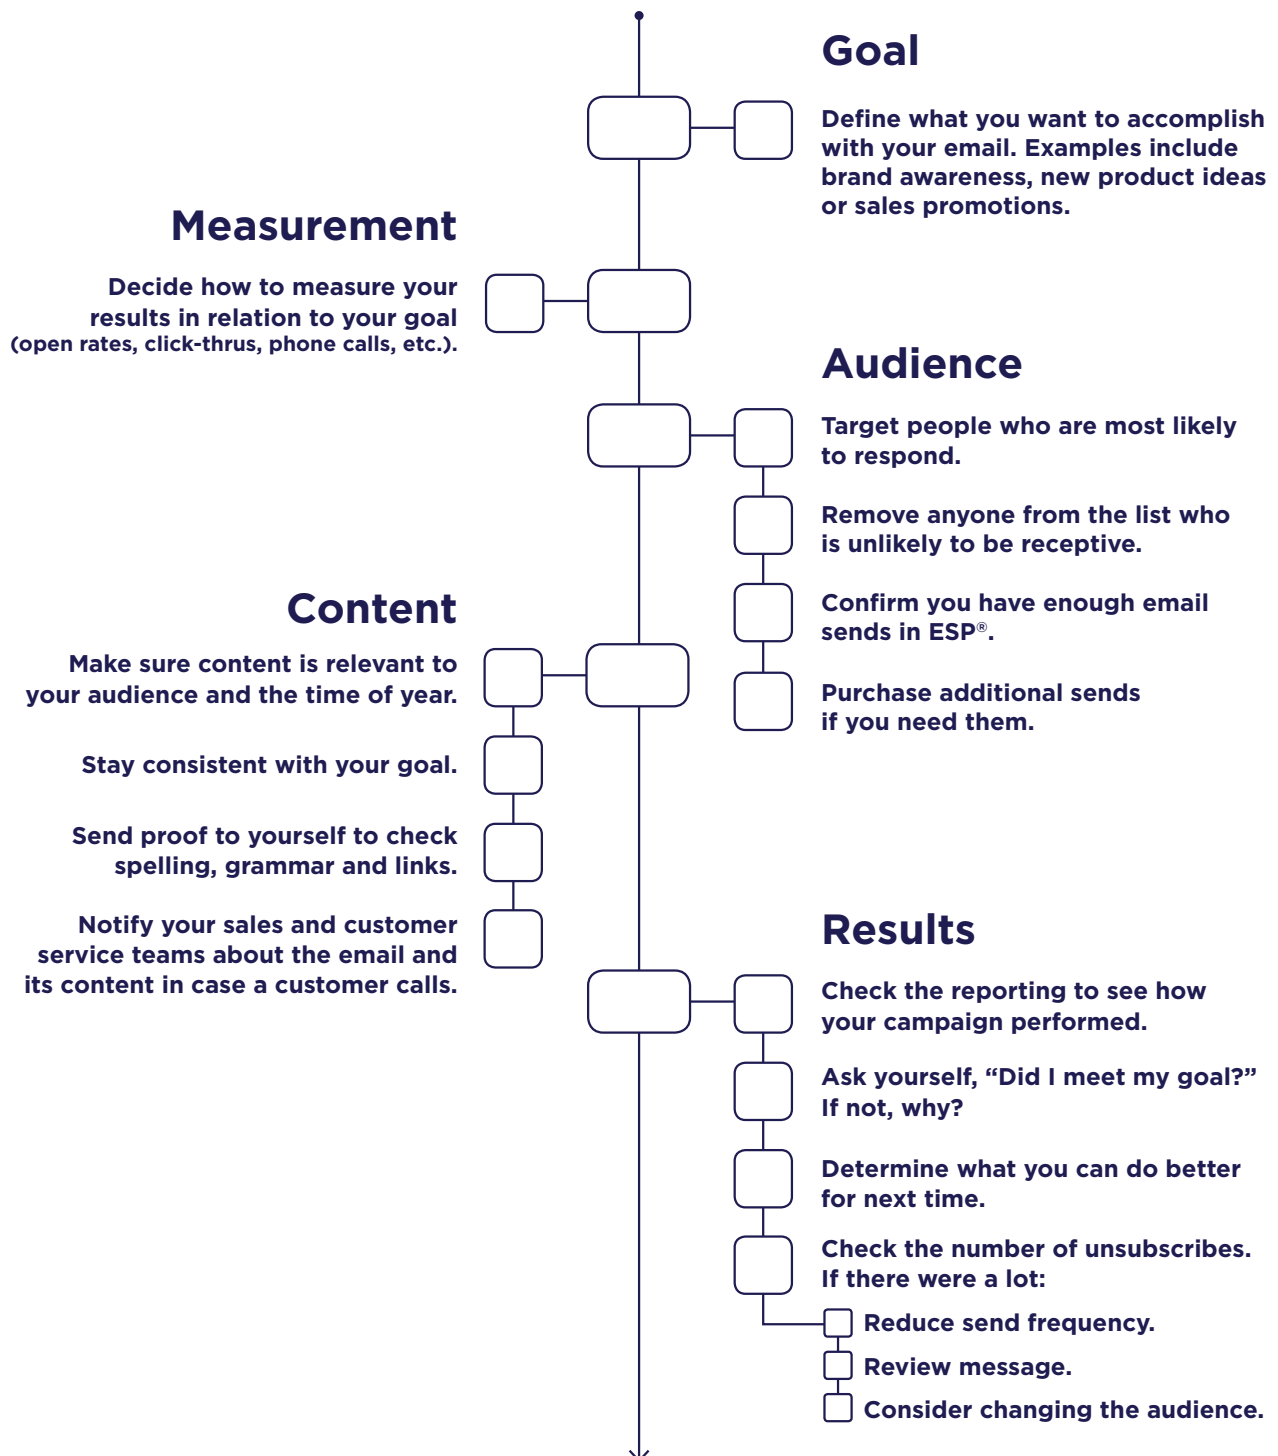 Goal
Define what you want to accomplish
with your email. Examples include
brand awareness, new product ideas
or sales promotions.
Measurement
Decide how to measure your
results in relation to your goal
(open rates, click-thrus, phone calls, etc.).
Audience
Target people who are most likely
to respond.
Remove anyone from the list who
is unlikely to be receptive.
Confirm you have enough email
sends in ESP®.
Purchase additional sends
if you need them.
Content
Make sure content is relevant to
your audience and the time of year.
Stay consistent with your goal.
Send proof to yourself to check
spelling, grammar and links.
Notify your sales and customer
service teams about the email and
its content in case a customer calls.
Results
Check the reporting to see how
your campaign performed.
Ask yourself, “Did I meet my goal?”
If not, why?
Determine what you can do better
for next time.
Check the number of unsubscribes.
If there were a lot:
Reduce send frequency.
Review message.
Consider changing the audience.